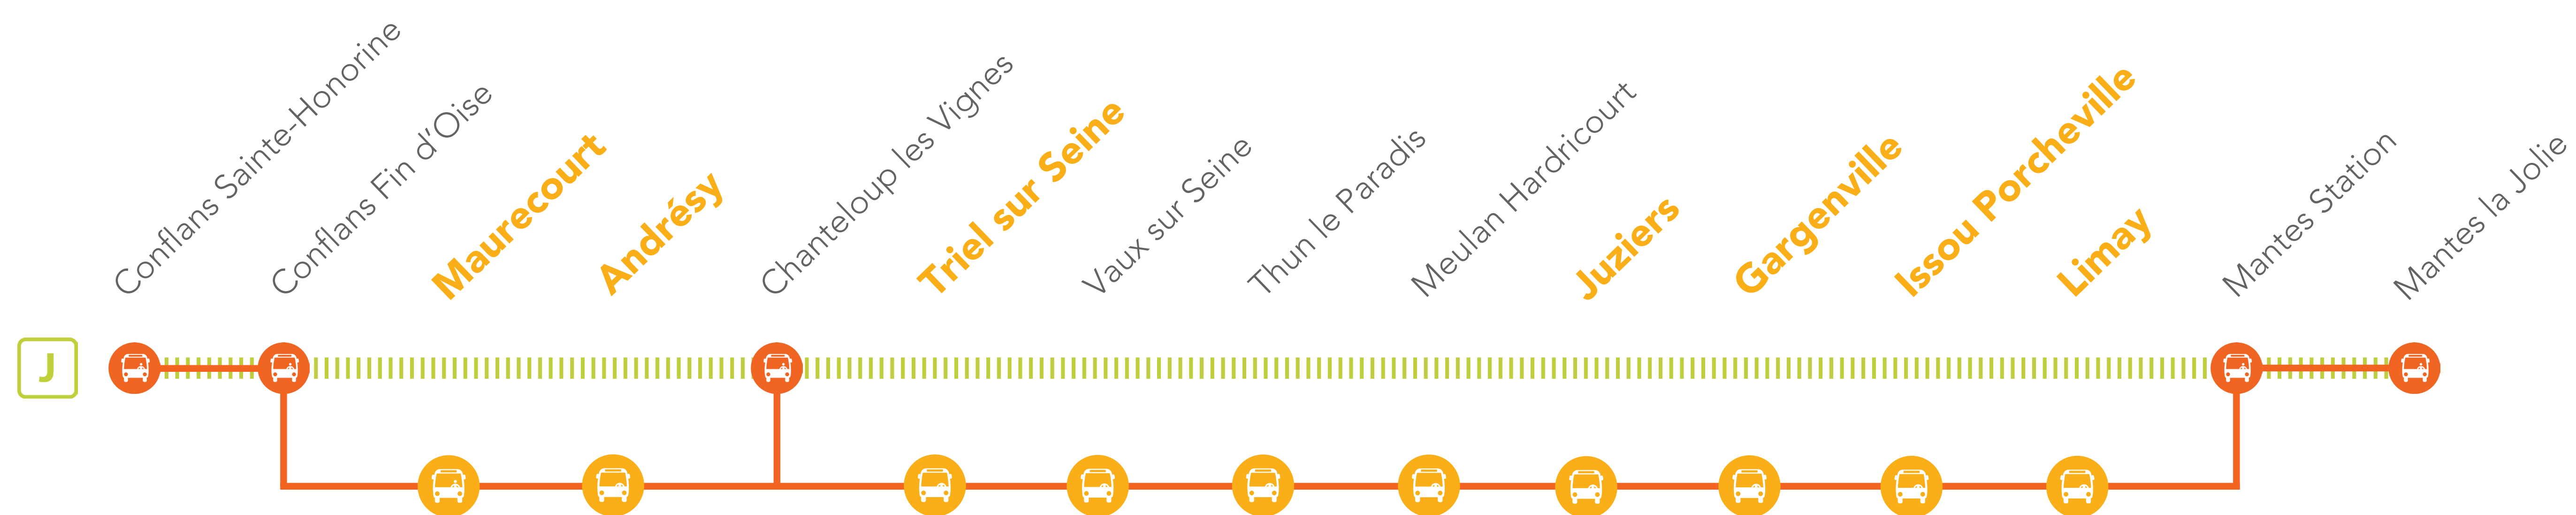 Conflans Sainte-Honorine
Conflans Fin d'Oise
Maurecourt
Andrésy
Chanteloup les Vignes
Triel sur Seine
Vaux sur Seine
Thun le Paradis
Meulan Hardricourt
Juziers
Gargenville
Issou Porcheville
Limay
Mantes Station
Mantes la Jolie
J